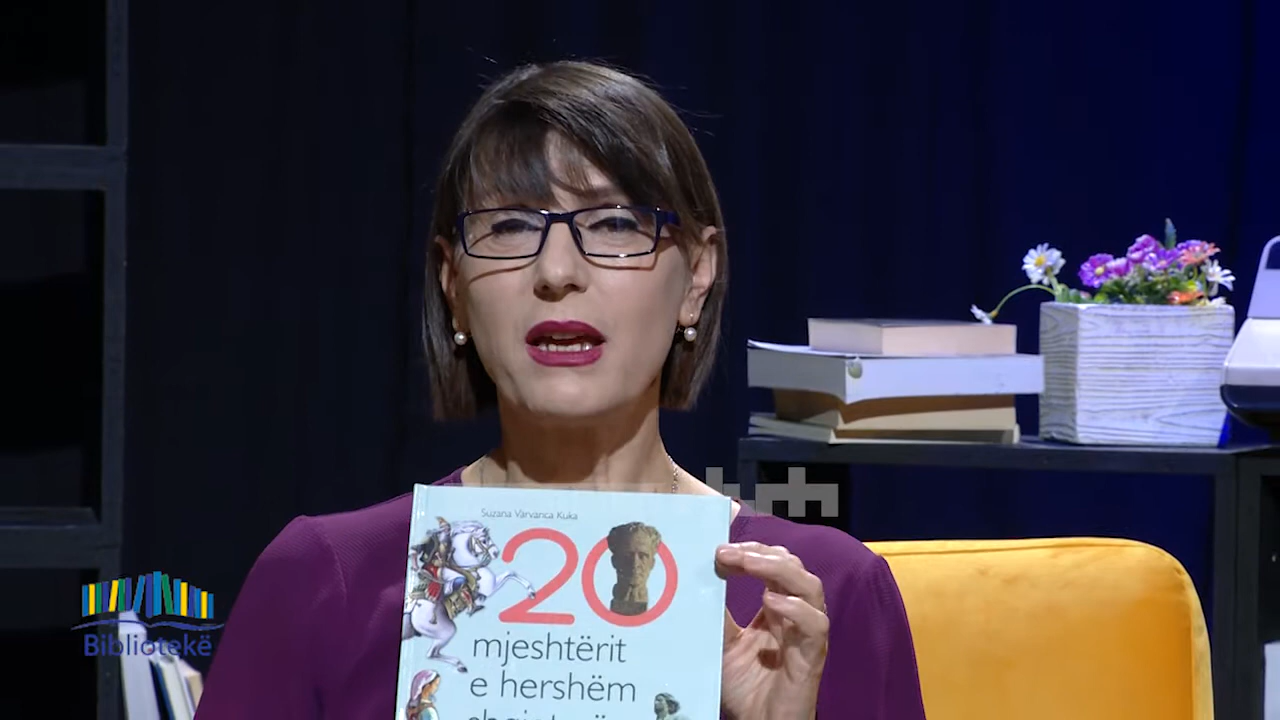 Suzana Varvarica Kuka
20
mjeshtërit
e hershëm
Bibliotekë